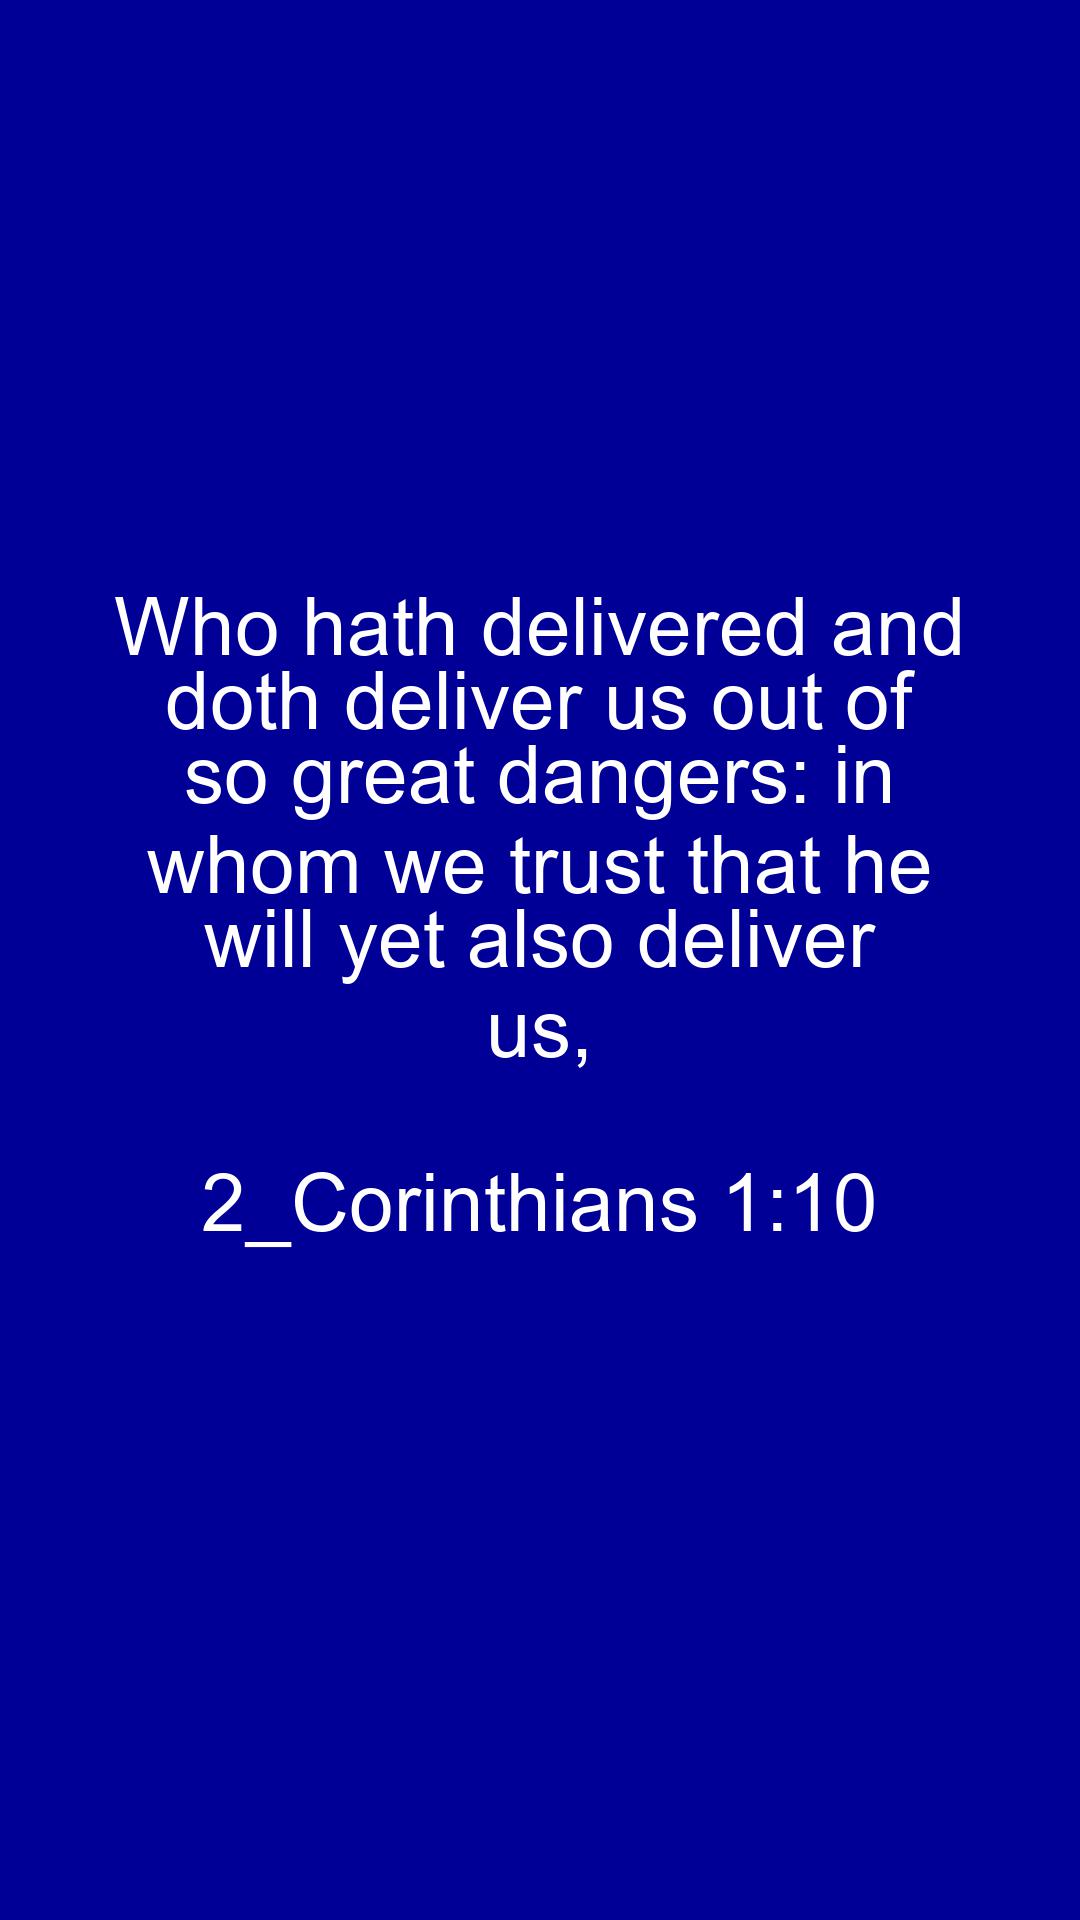 Who hath delivered and
doth deliver us out of
so great dangers: in
whom we trust that he
will yet also deliver
us,
2_Corinthians 1:10